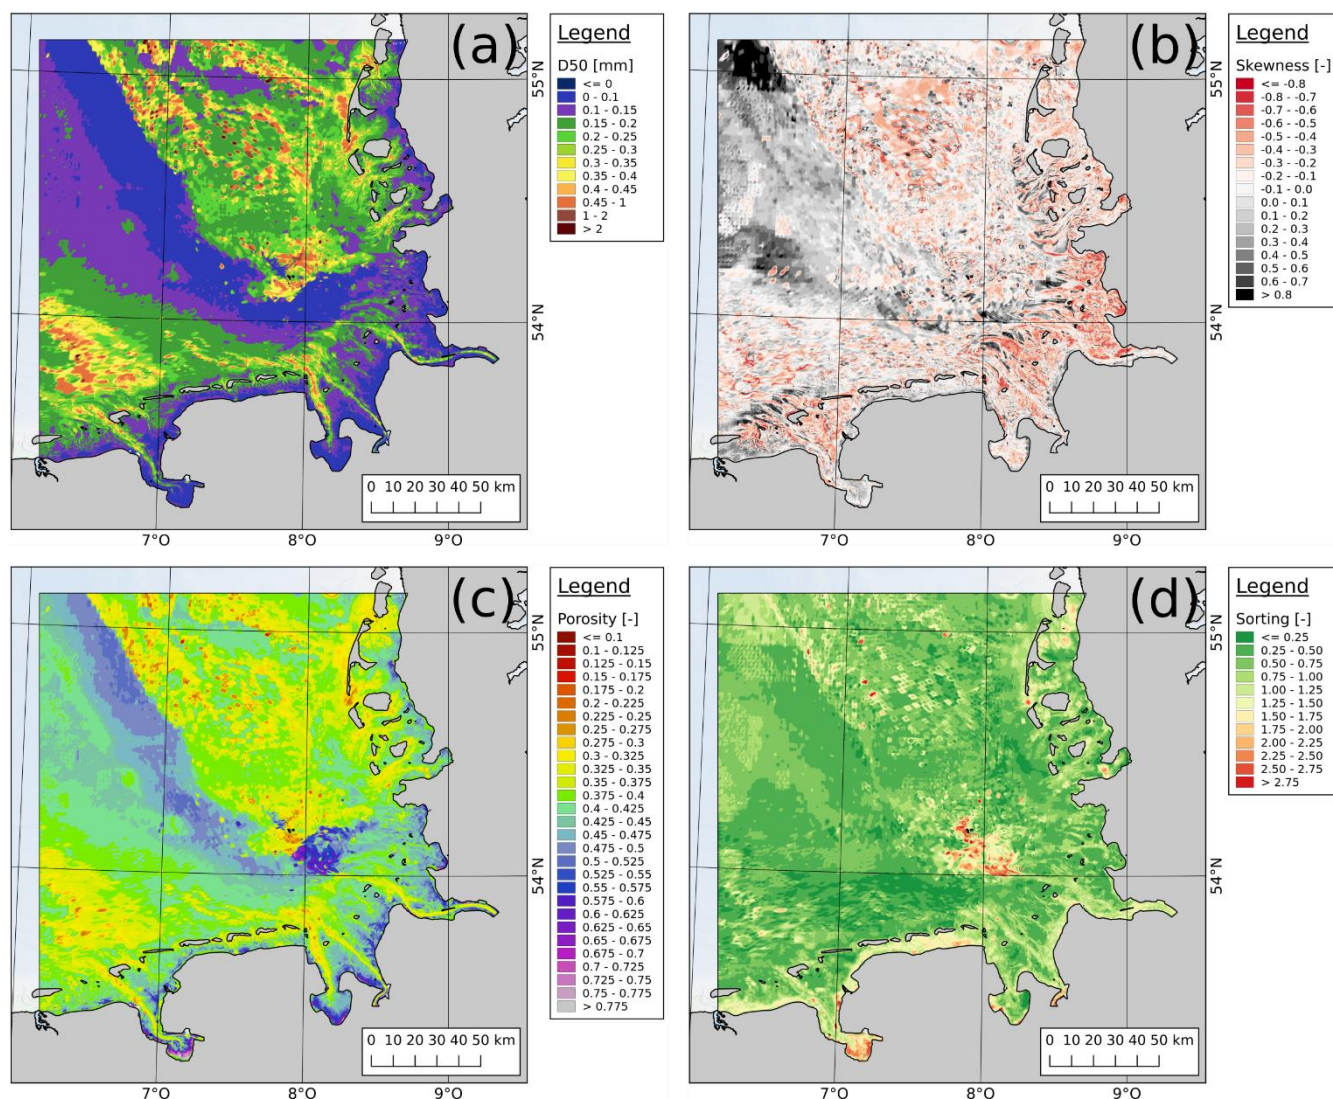 (a)
Legend
D50 [mm]
<= 0
0 - 0.1
0.1 - 0.15
0.15 - 0.2
0.2 - 0.25
0.25 - 0.3
0.3 - 0.35
0.35 - 0.4
0.4 - 0.45
0.45 - 1
1 - 2
> 2
55°N
54°N
0 10 20 30 40 50 km
7°O 8°O 9°O
(b)
Legend
Skewness [-]
<= -0.8
-0.8 - -0.7
-0.7 - -0.6
-0.6 - -0.5
-0.5 - -0.4
-0.4 - -0.3
-0.3 - -0.2
-0.2 - -0.1
-0.1 - 0.0
0.0 - 0.1
0.1 - 0.2
0.2 - 0.3
0.3 - 0.4
0.4 - 0.5
0.5 - 0.6
0.6 - 0.7
> 0.8
55°N
54°N
0 10 20 30 40 50 km
7°O 8°O 9°O
(c)
Legend
Porosity [-]
<= 0.1
0.1 - 0.125
0.125 - 0.15
0.15 - 0.175
0.175 - 0.2
0.2 - 0.225
0.225 - 0.25
0.25 - 0.275
0.275 - 0.3
0.3 - 0.325
0.325 - 0.35
0.35 - 0.375
0.375 - 0.4
0.4 - 0.425
0.425 - 0.45
0.45 - 0.475
0.475 - 0.5
0.5 - 0.525
0.525 - 0.55
0.55 - 0.575
0.575 - 0.6
0.6 - 0.625
0.625 - 0.65
0.65 - 0.675
0.675 - 0.7
0.7 - 0.725
0.725 - 0.75
0.75 - 0.775
> 0.775
55°N
54°N
0 10 20 30 40 50 km
7°O 8°O 9°O
(d)
Legend
Sorting [-]
<= 0.25
0.25 - 0.50
0.50 - 0.75
0.75 - 1.00
1.00 - 1.25
1.25 - 1.50
1.50 - 1.75
1.75 - 2.00
2.00 - 2.25
2.25 - 2.50
2.50 - 2.75
> 2.75
55°N
54°N
0 10 20 30 40 50 km
7°O 8°O 9°O